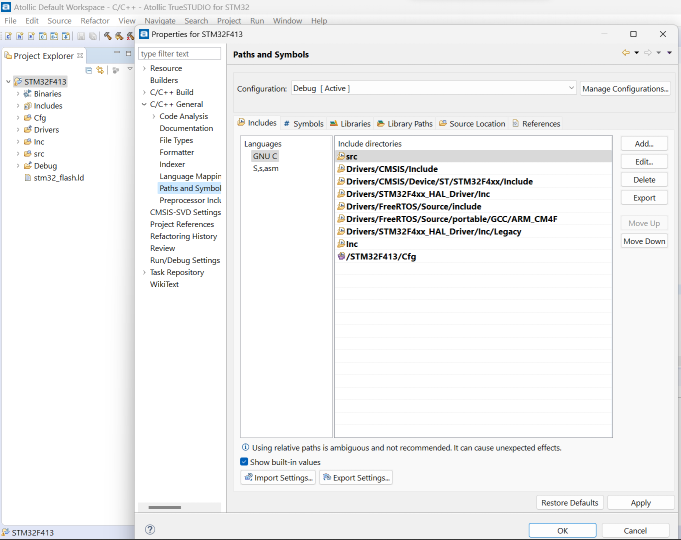 Atollic Default Workspace - C/C++ - Atollic TrueSTUDIO for STM32
File Edit Source Refactor View Navigate Search Project Run Window Help
Project Explorer
STM32F413
Binaries
Includes
Cfg
Drivers
Inc
src
Debug
stm32_flash.ld
STM32F413
Properties for STM32F413
type filter text
Resource
Builders
C/C++ Build
C/C++ General
Code Analysis
Documentation
File Types
Formatter
Indexer
Language Mappin
Paths and Symbol
Preprocessor Inclu
CMSIS-SVD Settings
Project References
Refactoring History
Review
Run/Debug Settings
Task Repository
WikiText
Paths and Symbols
Configuration: Debug [ Active ] Manage Configurations...
Includes # Symbols Libraries Library Paths Source Location References
Languages
GNU C
S,s,asm
Include directories
src
Drivers/CMSIS/Include
Drivers/CMSIS/Device/ST/STM32F4xx/Include
Drivers/STM32F4xx_HAL_Driver/Inc
Drivers/FreeRTOS/Source/include
Drivers/FreeRTOS/Source/portable/GCC/ARM_CM4F
Drivers/STM32F4xx_HAL_Driver/Inc/Legacy
Inc
/STM32F413/Cfg
Add...
Edit...
Delete
Export
Move Up
Move Down
Using relative paths is ambiguous and not recommended. It can cause unexpected effects.
Show built-in values
Import Settings... Export Settings...
Restore Defaults Apply
? OK Cancel